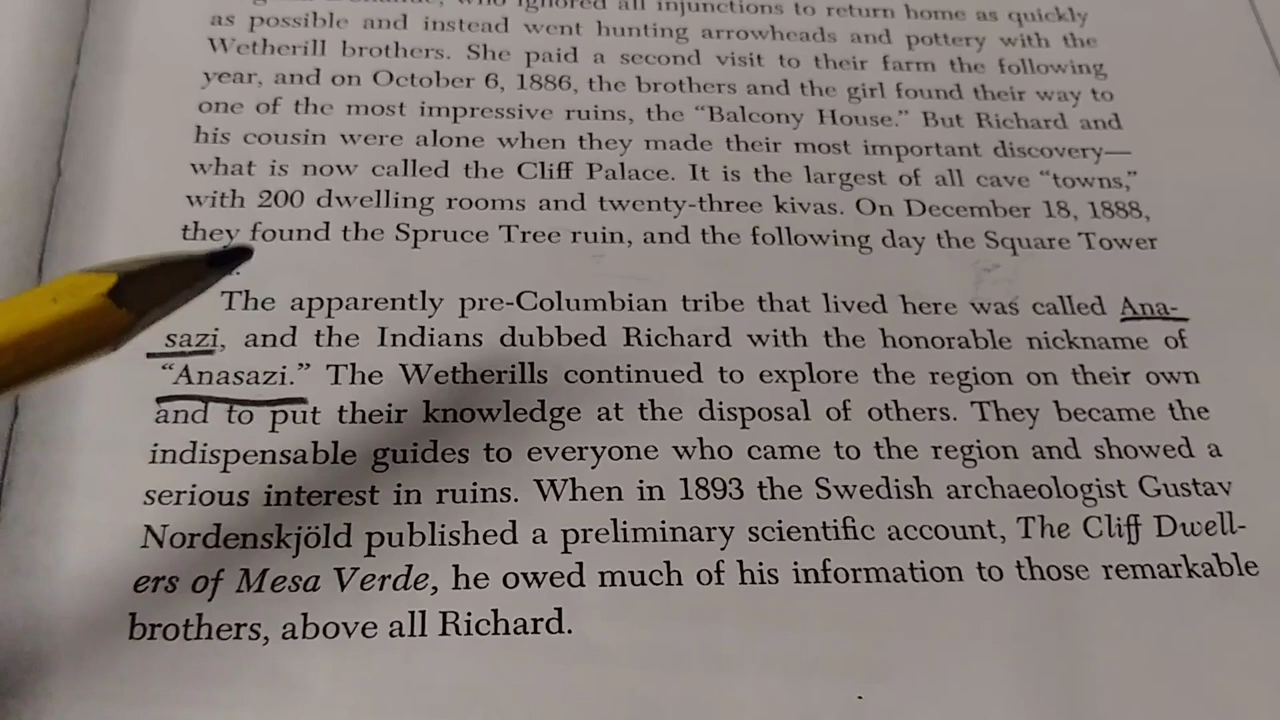 ignored all injunctions to return home as quickly
as possible and instead went hunting arrowheads and pottery with the
Wetherill brothers. She paid a second visit to their farm the following
year, and on October 6, 1886, the brothers and the girl found their way to
one of the most impressive ruins, the “Balcony House.” But Richard and
his cousin were alone when they made their most important discovery—
what is now called the Cliff Palace. It is the largest of all cave “towns,”
with 200 dwelling rooms and twenty-three kivas. On December 18, 1888,
they found the Spruce Tree ruin, and the following day the Square Tower
The apparently pre-Columbian tribe that lived here was called Ana-
sazi, and the Indians dubbed Richard with the honorable nickname of
“Anasazi.” The Wetherills continued to explore the region on their own
and to put their knowledge at the disposal of others. They became the
indispensable guides to everyone who came to the region and showed a
serious interest in ruins. When in 1893 the Swedish archaeologist Gustav
Nordenskjöld published a preliminary scientific account, The Cliff Dwell-
ers of Mesa Verde, he owed much of his information to those remarkable
brothers, above all Richard.